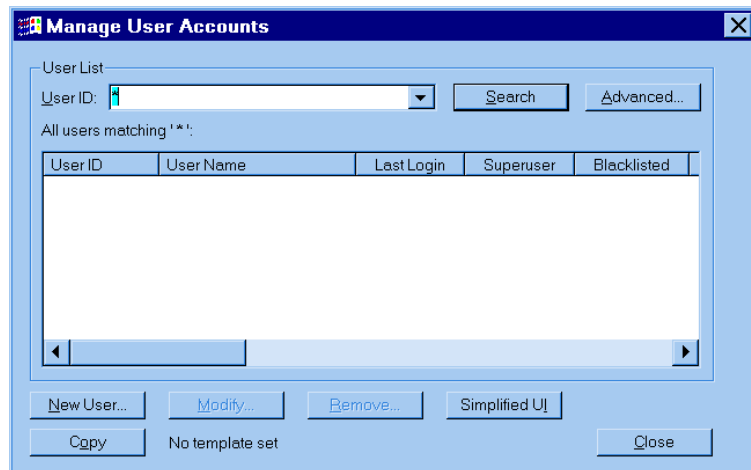 Manage User Accounts
User List
User ID: *
Search
Advanced...
All users matching '*':
User ID User Name Last Login Superuser Blacklisted
New User... Modify... Remove... Simplified UI
Copy No template set Close